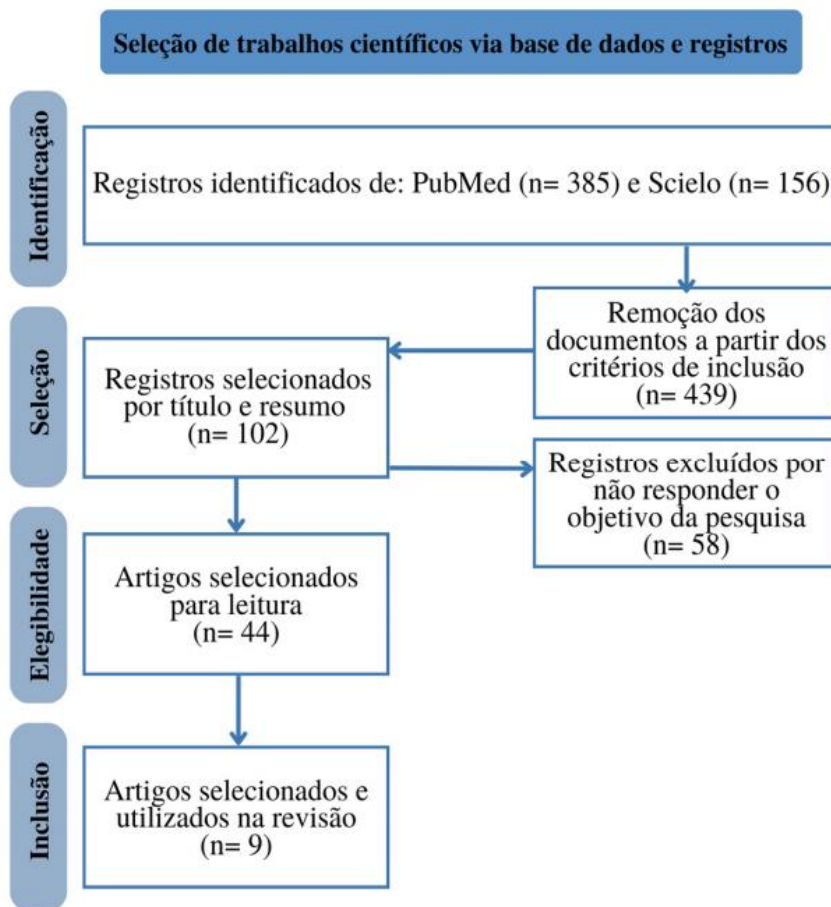 Seleção de trabalhos científicos via base de dados e registros
Identificação
Registros identificados de: PubMed (n= 385) e Scielo (n= 156)
Seleção
Remoção dos
documentos a partir dos
critérios de inclusão
(n= 439)
Registros selecionados
por título e resumo
(n= 102)
Registros excluídos por
não responder o
objetivo da pesquisa
(n= 58)
Elegibilidade
Artigos selecionados
para leitura
(n= 44)
Inclusão
Artigos selecionados e
utilizados na revisão
(n= 9)